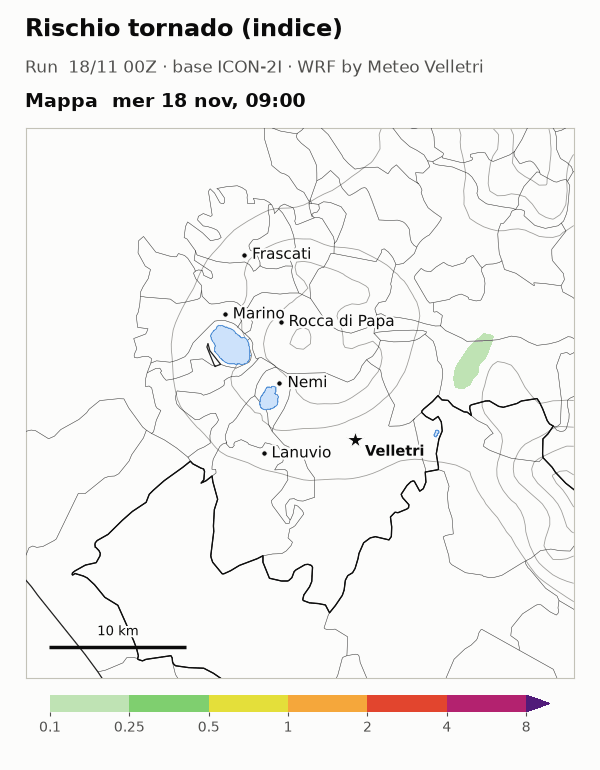 Rischio tornado (indice)
Run  18/11 00Z · base ICON-2I · WRF by Meteo Velletri
Mappa  mer 18 nov, 09:00
Frascati
Marino
Rocca di Papa
Nemi
Velletri
Lanuvio
10 km
0.1 0.25 0.5 1 2 4 8